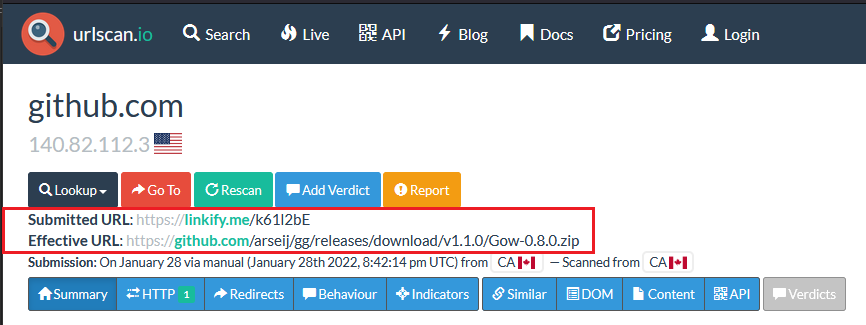 urlscan.io Search Live API Blog Docs Pricing Login
github.com
140.82.112.3
Lookup Go To Rescan Add Verdict Report
Submitted URL: https://linkify.me/k61I2bE
Effective URL: https://github.com/arseij/gg/releases/download/v1.1.0/Gow-0.8.0.zip
Submission: On January 28 via manual (January 28th 2022, 8:42:14 pm UTC) from CA — Scanned from CA
Summary HTTP 1 Redirects Behaviour Indicators Similar DOM Content API Verdicts